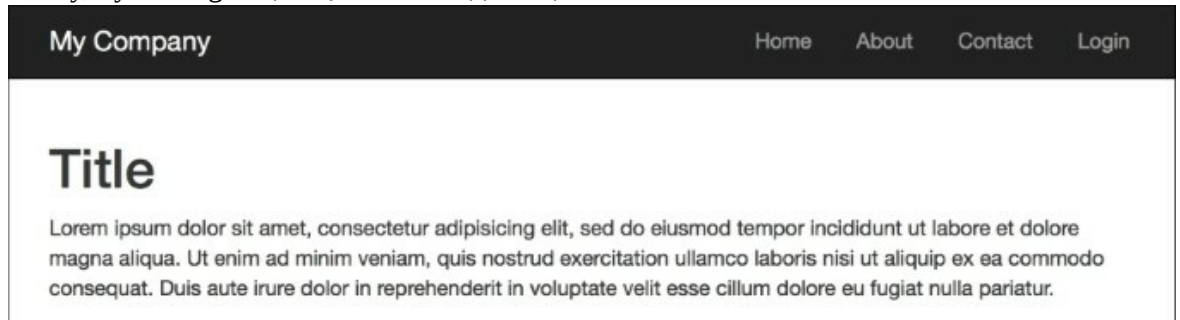 My Company Home About Contact Login
Title
Lorem ipsum dolor sit amet, consectetur adipisicing elit, sed do eiusmod tempor incididunt ut labore et dolore
magna aliqua. Ut enim ad minim veniam, quis nostrud exercitation ullamco laboris nisi ut aliquip ex ea commodo
consequat. Duis aute irure dolor in reprehenderit in voluptate velit esse cillum dolore eu fugiat nulla pariatur.